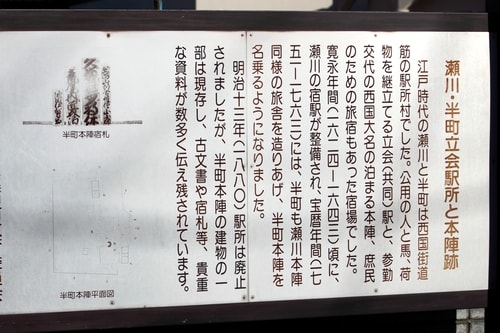 瀬川・半町立会駅所と本陣跡
江戸時代の瀬川と半町は西国街道
筋の駅所村でした。公用の人と馬、荷
物を継立てる立会(共同)駅と、参勤
交代の西国大名の泊まる本陣、庶民
のための旅宿もあった宿場でした。
寛永年間(一六二四―一六四三)頃に、
瀬川の宿駅が整備され、宝暦年間(一七
五一―一七六三)には、半町も瀬川本陣
同様の旅舎を造りあげ、半町本陣を
名乗るようになりました。
明治十三年(一八八〇)駅所は廃止
されましたが、半町本陣の建物の一
部は現存し、古文書や宿札等、貴重
な資料が数多く伝え残されています。
半町本陣宿札
半町本陣止面図